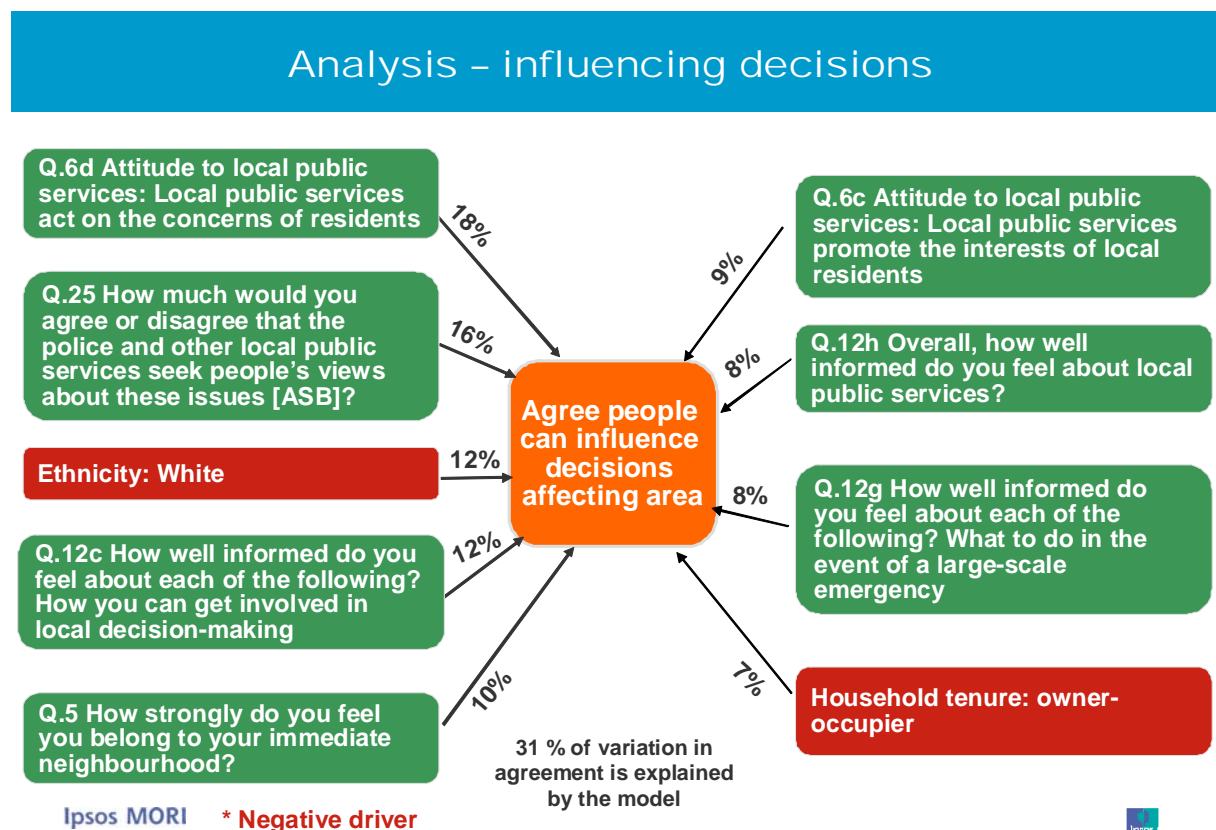 Analysis – influencing decisions
Q.6d Attitude to local public
services: Local public services
act on the concerns of residents
18%
Q.25 How much would you
agree or disagree that the
police and other local public
services seek people’s views
about these issues [ASB]?
16%
Ethnicity: White
12%
Q.12c How well informed do you
feel about each of the following?
How you can get involved in
local decision-making
12%
Q.5 How strongly do you feel
you belong to your immediate
neighbourhood?
10%
Agree people
can influence
decisions
affecting area
Q.6c Attitude to local public
services: Local public services
promote the interests of local
residents
9%
Q.12h Overall, how well
informed do you feel about local
public services?
8%
Q.12g How well informed do
you feel about each of the
following? What to do in the
event of a large-scale
emergency
8%
Household tenure: owner-
occupier
7%
31 % of variation in
agreement is explained
by the model
Ipsos MORI
* Negative driver